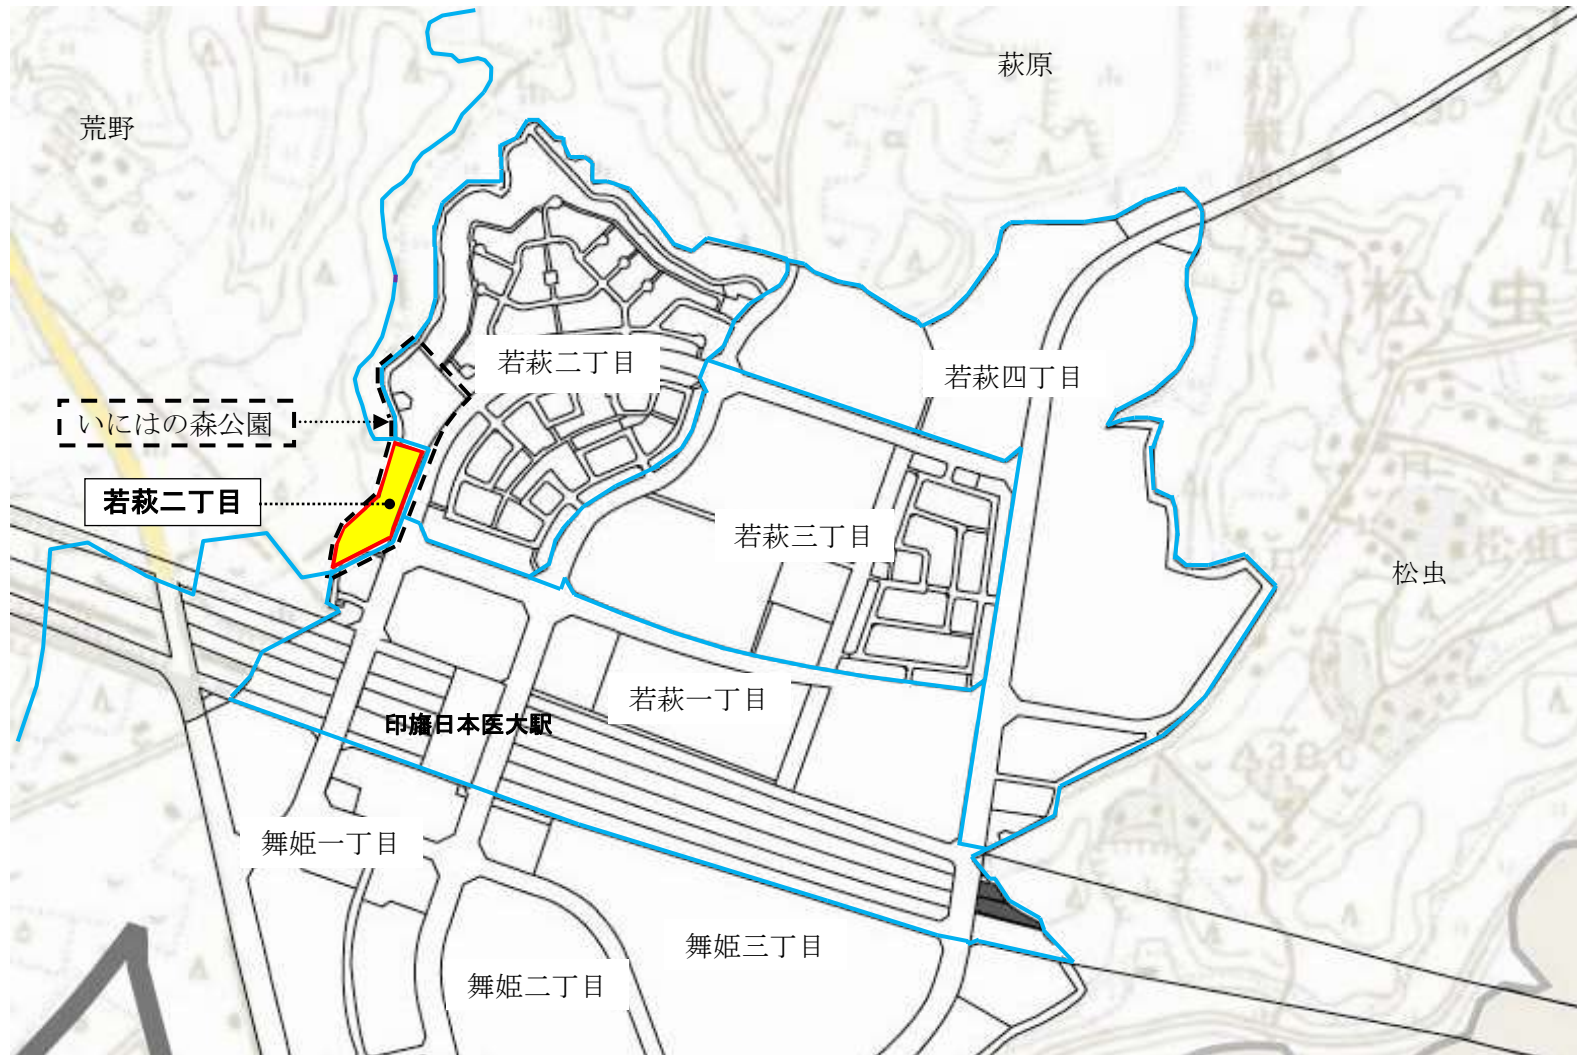 萩原
荒野
松虫
若萩二丁目
若萩四丁目
いにはの森公園
若萩二丁目
若萩三丁目
松虫
若萩一丁目
印旛日本医大駅
舞姫一丁目
舞姫三丁目
舞姫二丁目